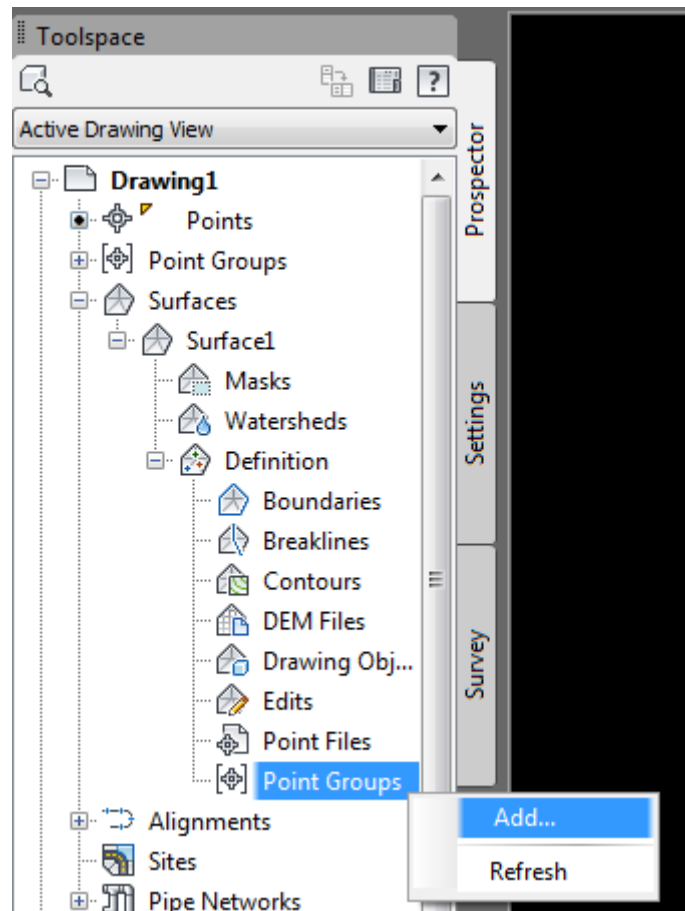 Toolspace
?
Active Drawing View
Drawing1
Points
Point Groups
Surfaces
Surface1
Masks
Watersheds
Definition
Boundaries
Breaklines
Contours
DEM Files
Drawing Obj...
Edits
Point Files
Point Groups
Alignments
Sites
Pipe Networks
Prospector
Settings
Survey
Add...
Refresh